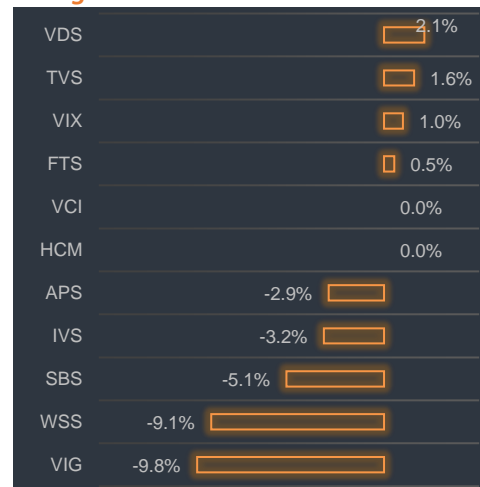 VDS 2.1%
TVS 1.6%
VIX 1.0%
FTS 0.5%
VCI 0.0%
HCM 0.0%
APS -2.9%
IVS -3.2%
SBS -5.1%
WSS -9.1%
VIG -9.8%